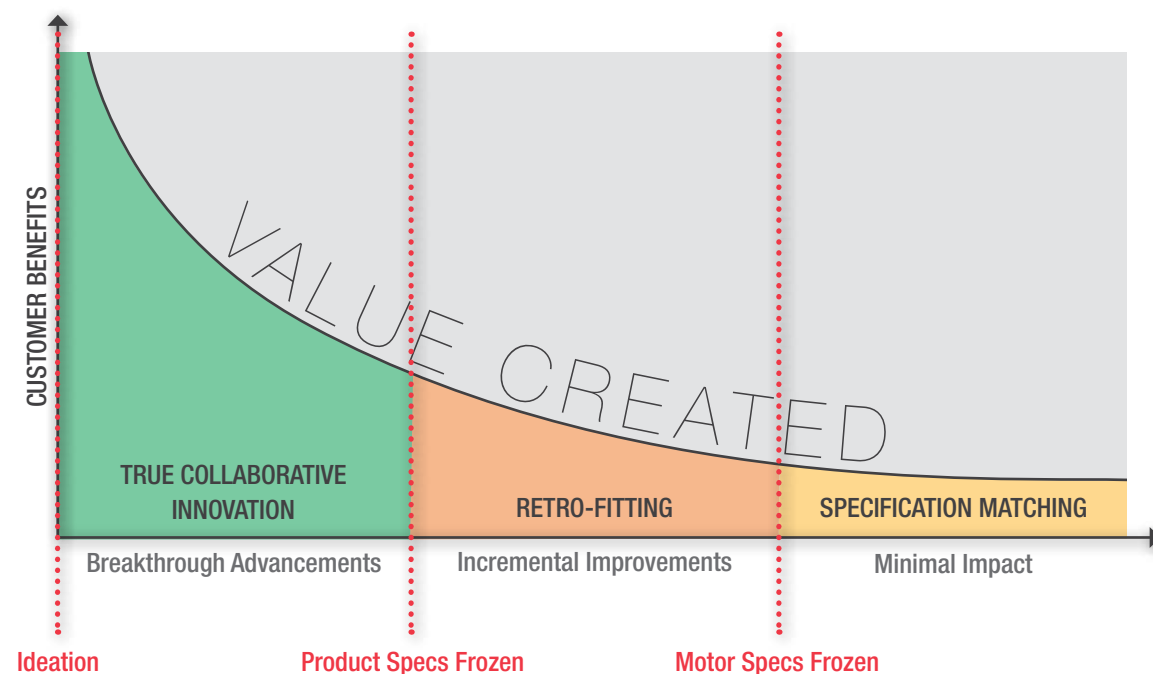 CUSTOMER BENEFITS
VALUE CREATED
TRUE COLLABORATIVE
INNOVATION
RETRO-FITTING
SPECIFICATION MATCHING
Breakthrough Advancements
Incremental Improvements
Minimal Impact
Ideation
Product Specs Frozen
Motor Specs Frozen